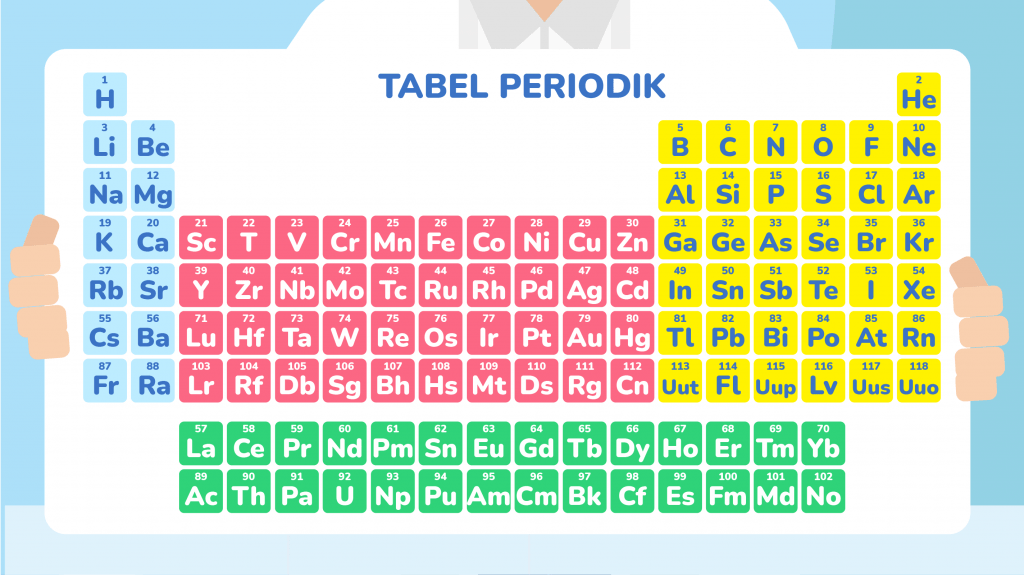 TABEL PERIODIK
1 2
H He
3 4 5 6 7 8 9 10
Li Be B C N O F Ne
11 12 13 14 15 16 17 18
Na Mg Al Si P S Cl Ar
19 20 21 22 23 24 25 26 27 28 29 30 31 32 33 34 35 36
K Ca Sc T V Cr Mn Fe Co Ni Cu Zn Ga Ge As Se Br Kr
37 38 39 40 41 42 43 44 45 46 47 48 49 50 51 52 53 54
Rb Sr Y Zr Nb Mo Tc Ru Rh Pd Ag Cd In Sn Sb Te I Xe
55 56 71 72 73 74 75 76 77 78 79 80 81 82 83 84 85 86
Cs Ba Lu Hf Ta W Re Os Ir Pt Au Hg Tl Pb Bi Po At Rn
87 88 103 104 105 106 107 108 109 110 111 112 113 114 115 116 117 118
Fr Ra Lr Rf Db Sg Bh Hs Mt Ds Rg Cn Uut Fl Uup Lv Uus Uuo
57 58 59 60 61 62 63 64 65 66 67 68 69 70
La Ce Pr Nd Pm Sn Eu Gd Tb Dy Ho Er Tm Yb
89 90 91 92 93 94 95 96 97 98 99 100 101 102
Ac Th Pa U Np Pu Am Cm Bk Cf Es Fm Md No